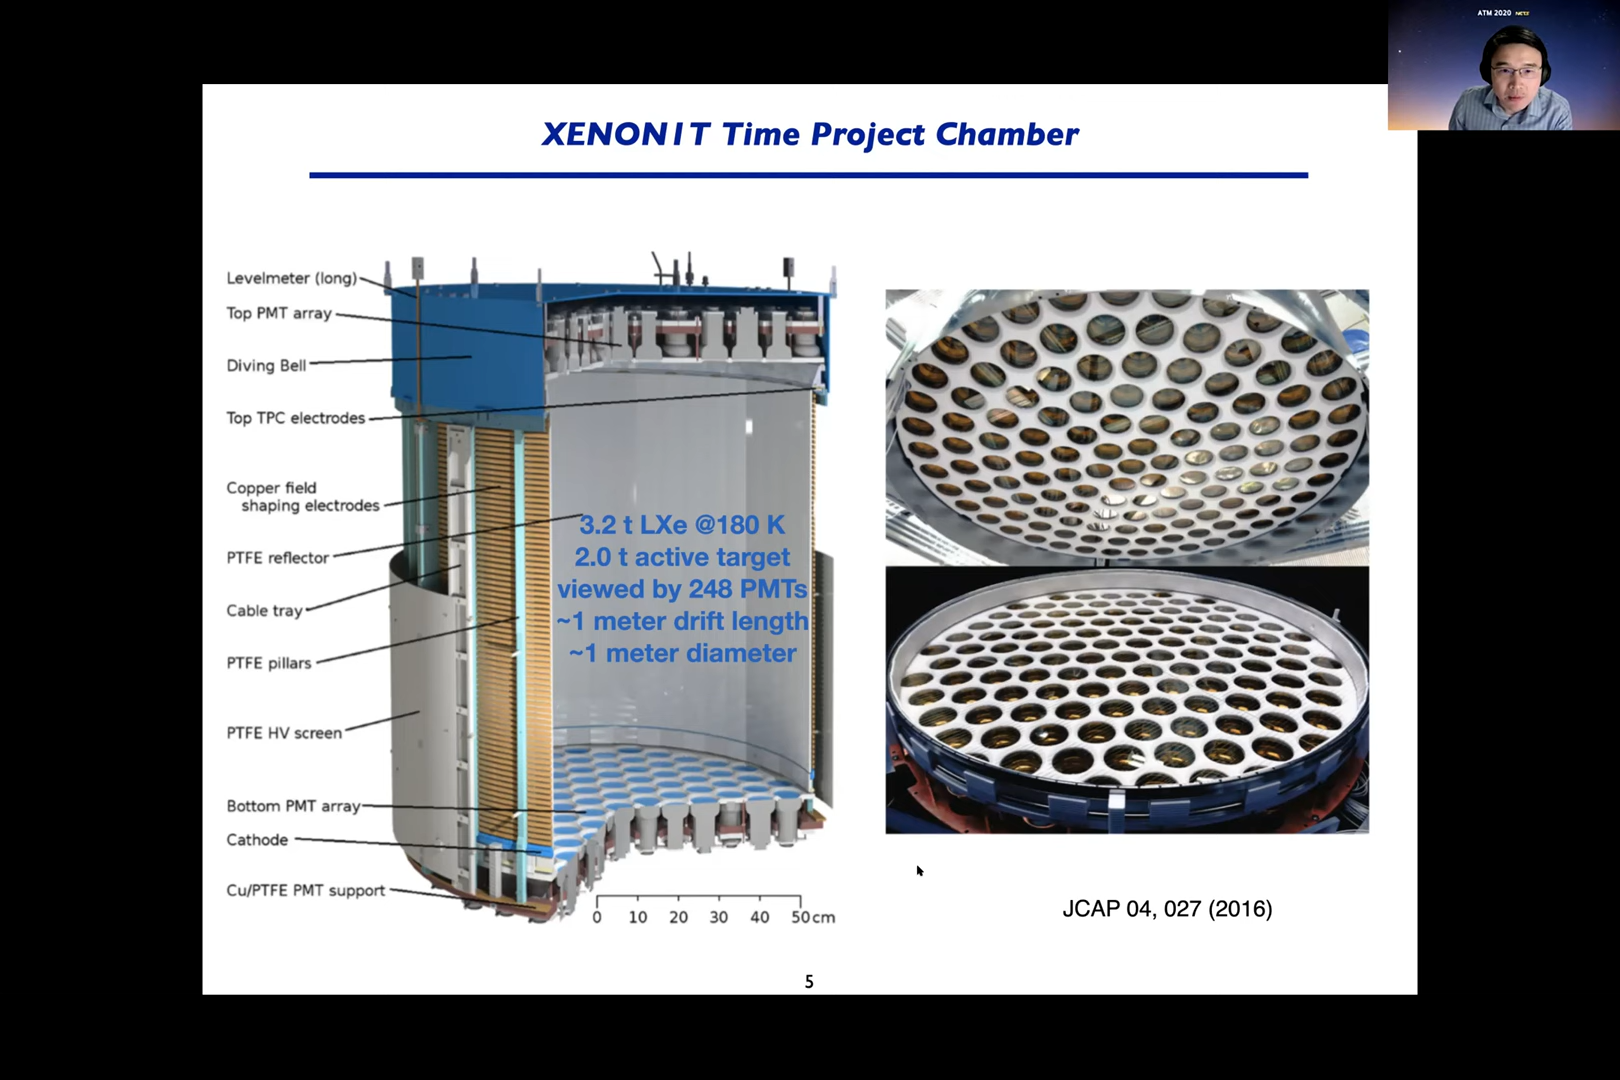 ATM 2020
XENON1T Time Project Chamber
Levelmeter (long)
Top PMT array
Diving Bell
Top TPC electrodes
Copper field
shaping electrodes
PTFE reflector
Cable tray
PTFE pillars
PTFE HV screen
Bottom PMT array
Cathode
Cu/PTFE PMT support
3.2 t LXe @180 K
2.0 t active target
viewed by 248 PMTs
~1 meter drift length
~1 meter diameter
0 10 20 30 40 50 cm
JCAP 04, 027 (2016)
5